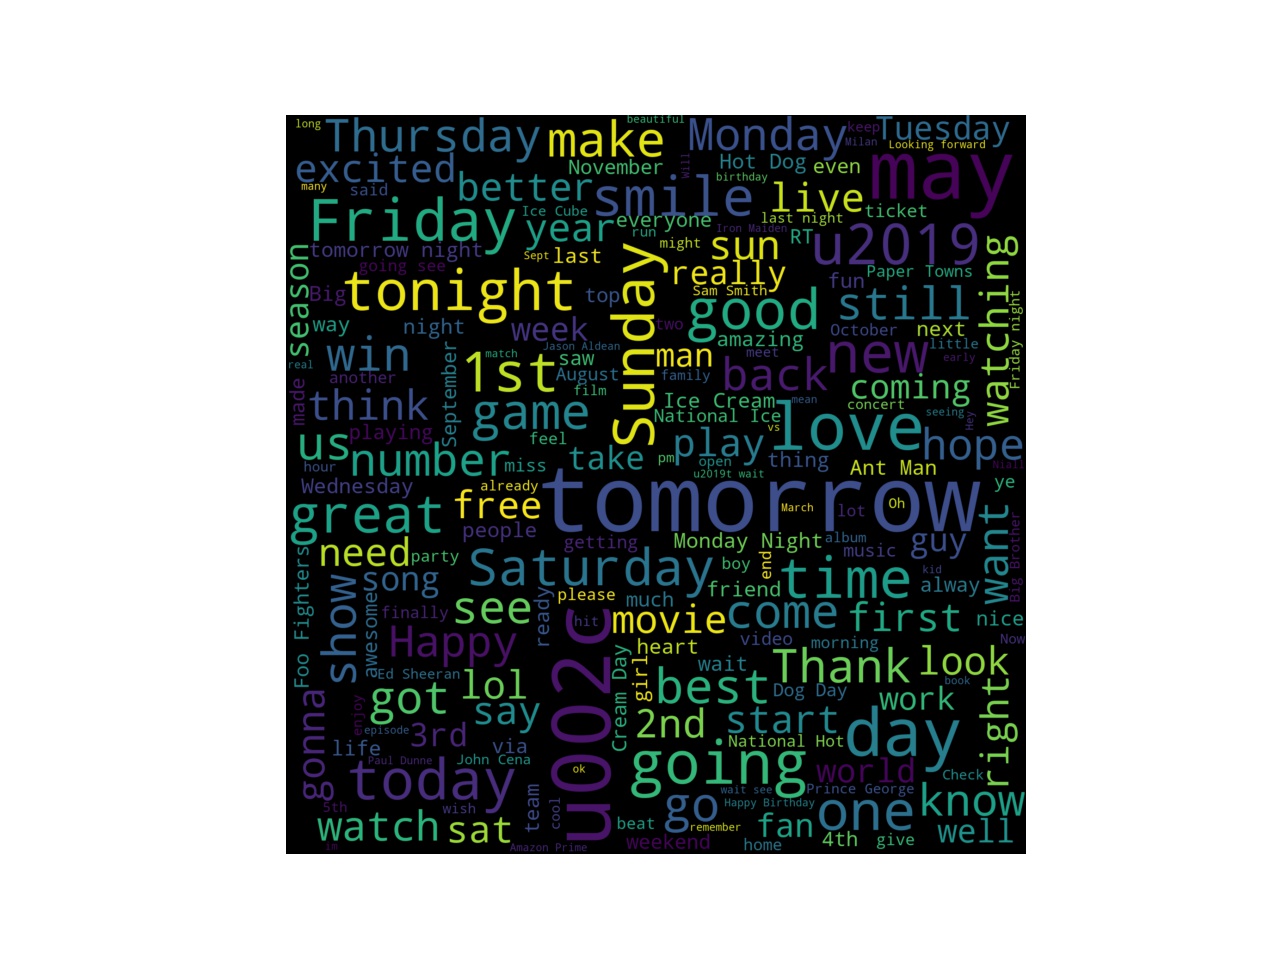 long
beautiful
Thursday
make
Monday
keep
Tuesday
Milan
Looking forward
excited
November
Will
Hot Dog
even
may
many
said
better
birthday
smile
live
Friday
Ice Cube
everyone
last night
ticket
year
run
Iron Maiden
RT
u2019
tomorrow night
might
sun
season
going see
Sept
last
Sunday
really
Paper Towns
watching
Big
tonight
top
Sam Smith
fun
good
still
Friday night
way
night
week
two
October
next
amazing
little
real
win
September
match
1st
Jason Aldean
saw
man
meet
new
early
another
August
family
back
made
think
film
coming
game
Ice Cream
mean
concert
seeing
National Ice
love
Hey
us
playing
feel
vs
play
hope
number
miss
take
pm
open
thing
Ant Man
Niall
hour
u2019t wait
Wednesday
already
tomorrow
ye
great
free
March
lot
Oh
want
Big Brother
people
need
party
getting
Monday Night
album
guy
music
Foo Fighters
Saturday
boy
end
time
kid
show
song
awesome
ready
please
much
friend
alway
finally
see
u002c
hit
movie
come
first
nice
Happy
heart
video
morning
Now
Ed Sheeran
Cream Day
girl
wait
Thank
look
gonna
enjoy
got
lol
best
Dog Day
book
work
right
say
2nd
start
day
episode
3rd
life
via
National Hot
Paul Dunne
John Cena
today
ok
going
world
Check
5th
wish
team
cool
wait see
Prince George
Happy Birthday
go
one
know
watch
sat
beat
remember
fan
4th
give
well
im
Amazon Prime
weekend
home